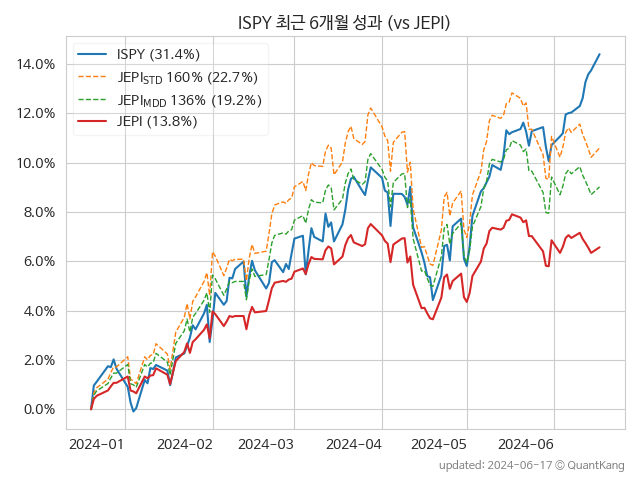 ISPY 최근 6개월 성과 (vs JEPI)
ISPY (31.4%)
JEPI_STD 160% (22.7%)
JEPI_MDD 136% (19.2%)
JEPI (13.8%)
14.0%
12.0%
10.0%
8.0%
6.0%
4.0%
2.0%
0.0%
2024-01 2024-02 2024-03 2024-04 2024-05 2024-06
updated: 2024-06-17 © QuantKang